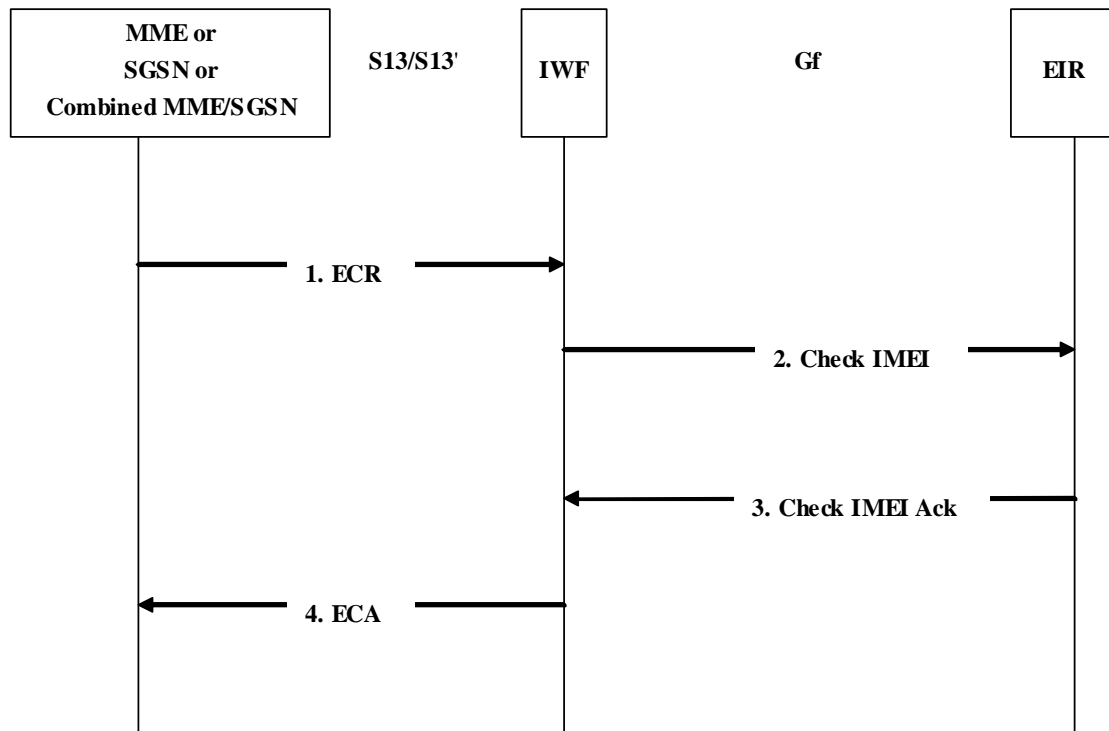 MME or
SGSN or
Combined MME/SGSN
S13/S13'
IWF
Gf
EIR
1. ECR
2. Check IMEI
3. Check IMEI Ack
4. ECA